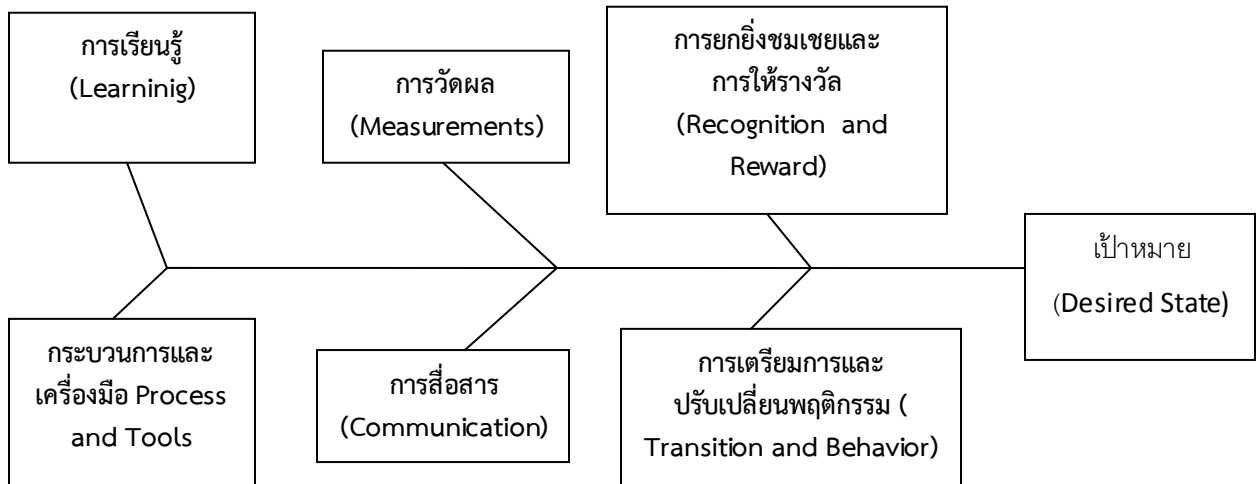 การเรียนรู้
(Learninig)
การวัดผล
(Measurements)
การยกยิ่งชมเชยและ
การให้รางวัล
(Recognition and
Reward)
เป้าหมาย
(Desired State)
กระบวนการและ
เครื่องมือ Process
and Tools
การสื่อสาร
(Communication)
การเตรียมการและ
ปรับเปลี่ยนพฤติกรรม (
Transition and Behavior)